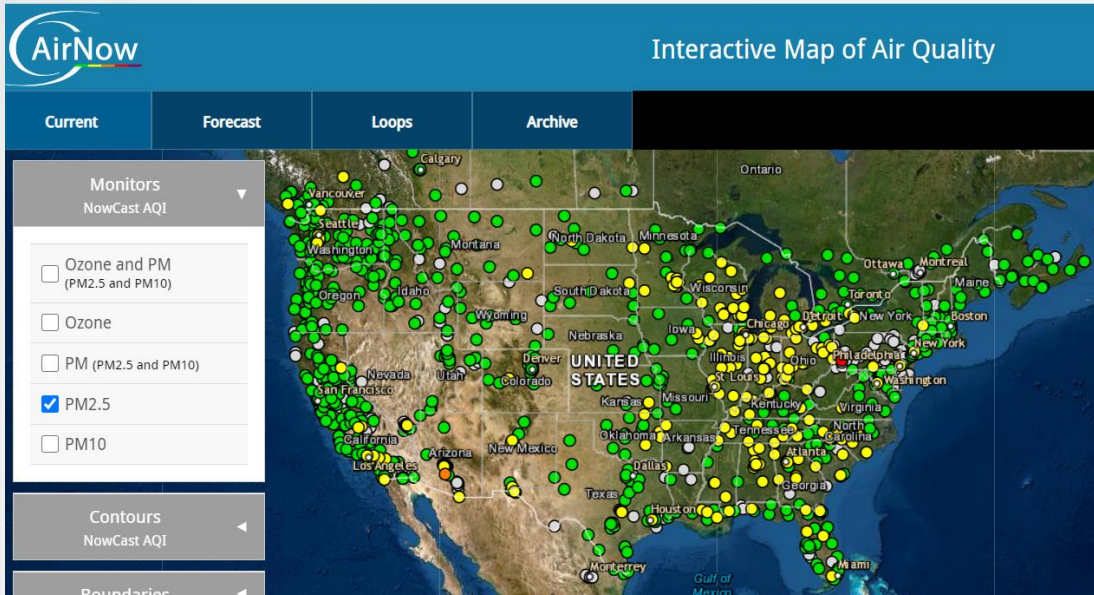 AirNow
Interactive Map of Air Quality
Current
Forecast
Loops
Archive
Monitors
NowCast AQI
Ozone and PM
(PM2.5 and PM10)
Ozone
PM (PM2.5 and PM10)
PM2.5
PM10
Contours
NowCast AQI
Boundaries
Calgary
Ontario
Vancouver
Seattle
Washington
Montana
North Dakota
Minnesota
Ottawa
Montreal
Maine
Oregon
Idaho
South Dakota
Wisconsin
Toronto
Wyoming
Detroit
New York
Boston
Iowa
Chicago
Nebraska
New York
Nevada
Utah
Denver
Colorado
UNITED
STATES
Illinois
Ohio
Philadelphia
San Francisco
St Louis
Washington
Kansas
Missouri
Kentucky
Virginia
California
Oklahoma
Arkansas
Tennessee
North
Carolina
Los Angeles
Arizona
New Mexico
Atlanta
Dallas
Georgia
Texas
Houston
Monterrey
Miami
Gulf of
Mexico